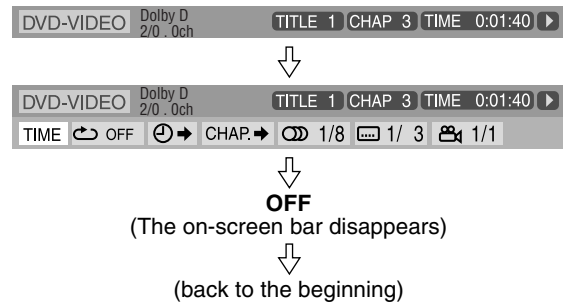 DVD-VIDEO Dolby D 2/0 . 0ch TITLE 1 CHAP 3 TIME 0:01:40
DVD-VIDEO Dolby D 2/0 . 0ch TITLE 1 CHAP 3 TIME 0:01:40
TIME OFF CHAP. 1/8 1/ 3 1/1
OFF
(The on-screen bar disappears)
(back to the beginning)